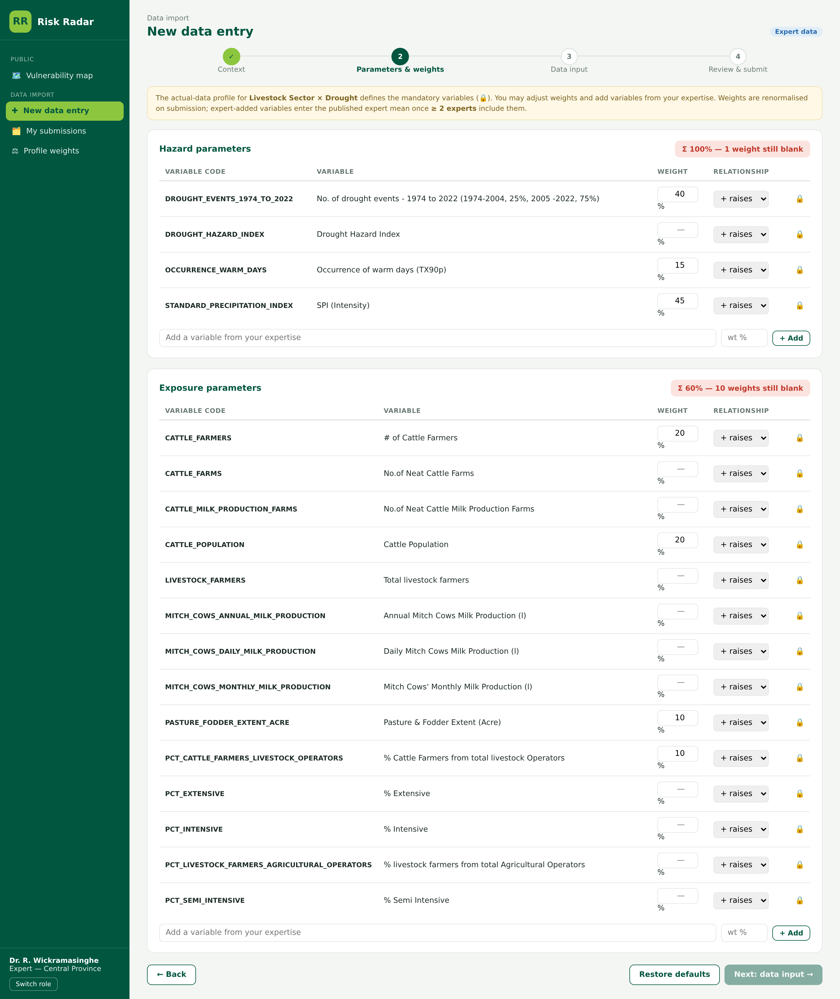 RR Risk Radar
PUBLIC
Vulnerability map
DATA IMPORT
+ New data entry
My submissions
Profile weights
Dr. R. Wickramasinghe
Expert — Central Province
Switch role
Data import
New data entry
Expert data
✓ 2 3 4
Context Parameters & weights Data input Review & submit
The actual-data profile for Livestock Sector × Drought defines the mandatory variables (🔒). You may adjust weights and add variables from your expertise. Weights are renormalised
on submission; expert-added variables enter the published expert mean once ≥ 2 experts include them.
Hazard parameters Σ 100% — 1 weight still blank
VARIABLE CODE VARIABLE WEIGHT RELATIONSHIP
DROUGHT_EVENTS_1974_TO_2022 No. of drought events - 1974 to 2022 (1974-2004, 25%, 2005 -2022, 75%) 40 % + raises
DROUGHT_HAZARD_INDEX Drought Hazard Index — % + raises
OCCURRENCE_WARM_DAYS Occurrence of warm days (TX90p) 15 % + raises
STANDARD_PRECIPITATION_INDEX SPI (Intensity) 45 % + raises
Add a variable from your expertise wt % + Add
Exposure parameters Σ 60% — 10 weights still blank
VARIABLE CODE VARIABLE WEIGHT RELATIONSHIP
CATTLE_FARMERS # of Cattle Farmers 20 % + raises
CATTLE_FARMS No.of Neat Cattle Farms — % + raises
CATTLE_MILK_PRODUCTION_FARMS No.of Neat Cattle Milk Production Farms — % + raises
CATTLE_POPULATION Cattle Population 20 % + raises
LIVESTOCK_FARMERS Total livestock farmers — % + raises
MITCH_COWS_ANNUAL_MILK_PRODUCTION Annual Mitch Cows Milk Production (l) — % + raises
MITCH_COWS_DAILY_MILK_PRODUCTION Daily Mitch Cows Milk Production (l) — % + raises
MITCH_COWS_MONTHLY_MILK_PRODUCTION Mitch Cows' Monthly Milk Production (l) — % + raises
PASTURE_FODDER_EXTENT_ACRE Pasture & Fodder Extent (Acre) 10 % + raises
PCT_CATTLE_FARMERS_LIVESTOCK_OPERATORS % Cattle Farmers from total livestock Operators 10 % + raises
PCT_EXTENSIVE % Extensive — % + raises
PCT_INTENSIVE % Intensive — % + raises
PCT_LIVESTOCK_FARMERS_AGRICULTURAL_OPERATORS % livestock farmers from total Agricultural Operators — % + raises
PCT_SEMI_INTENSIVE % Semi Intensive — % + raises
Add a variable from your expertise wt % + Add
← Back Restore defaults Next: data input →